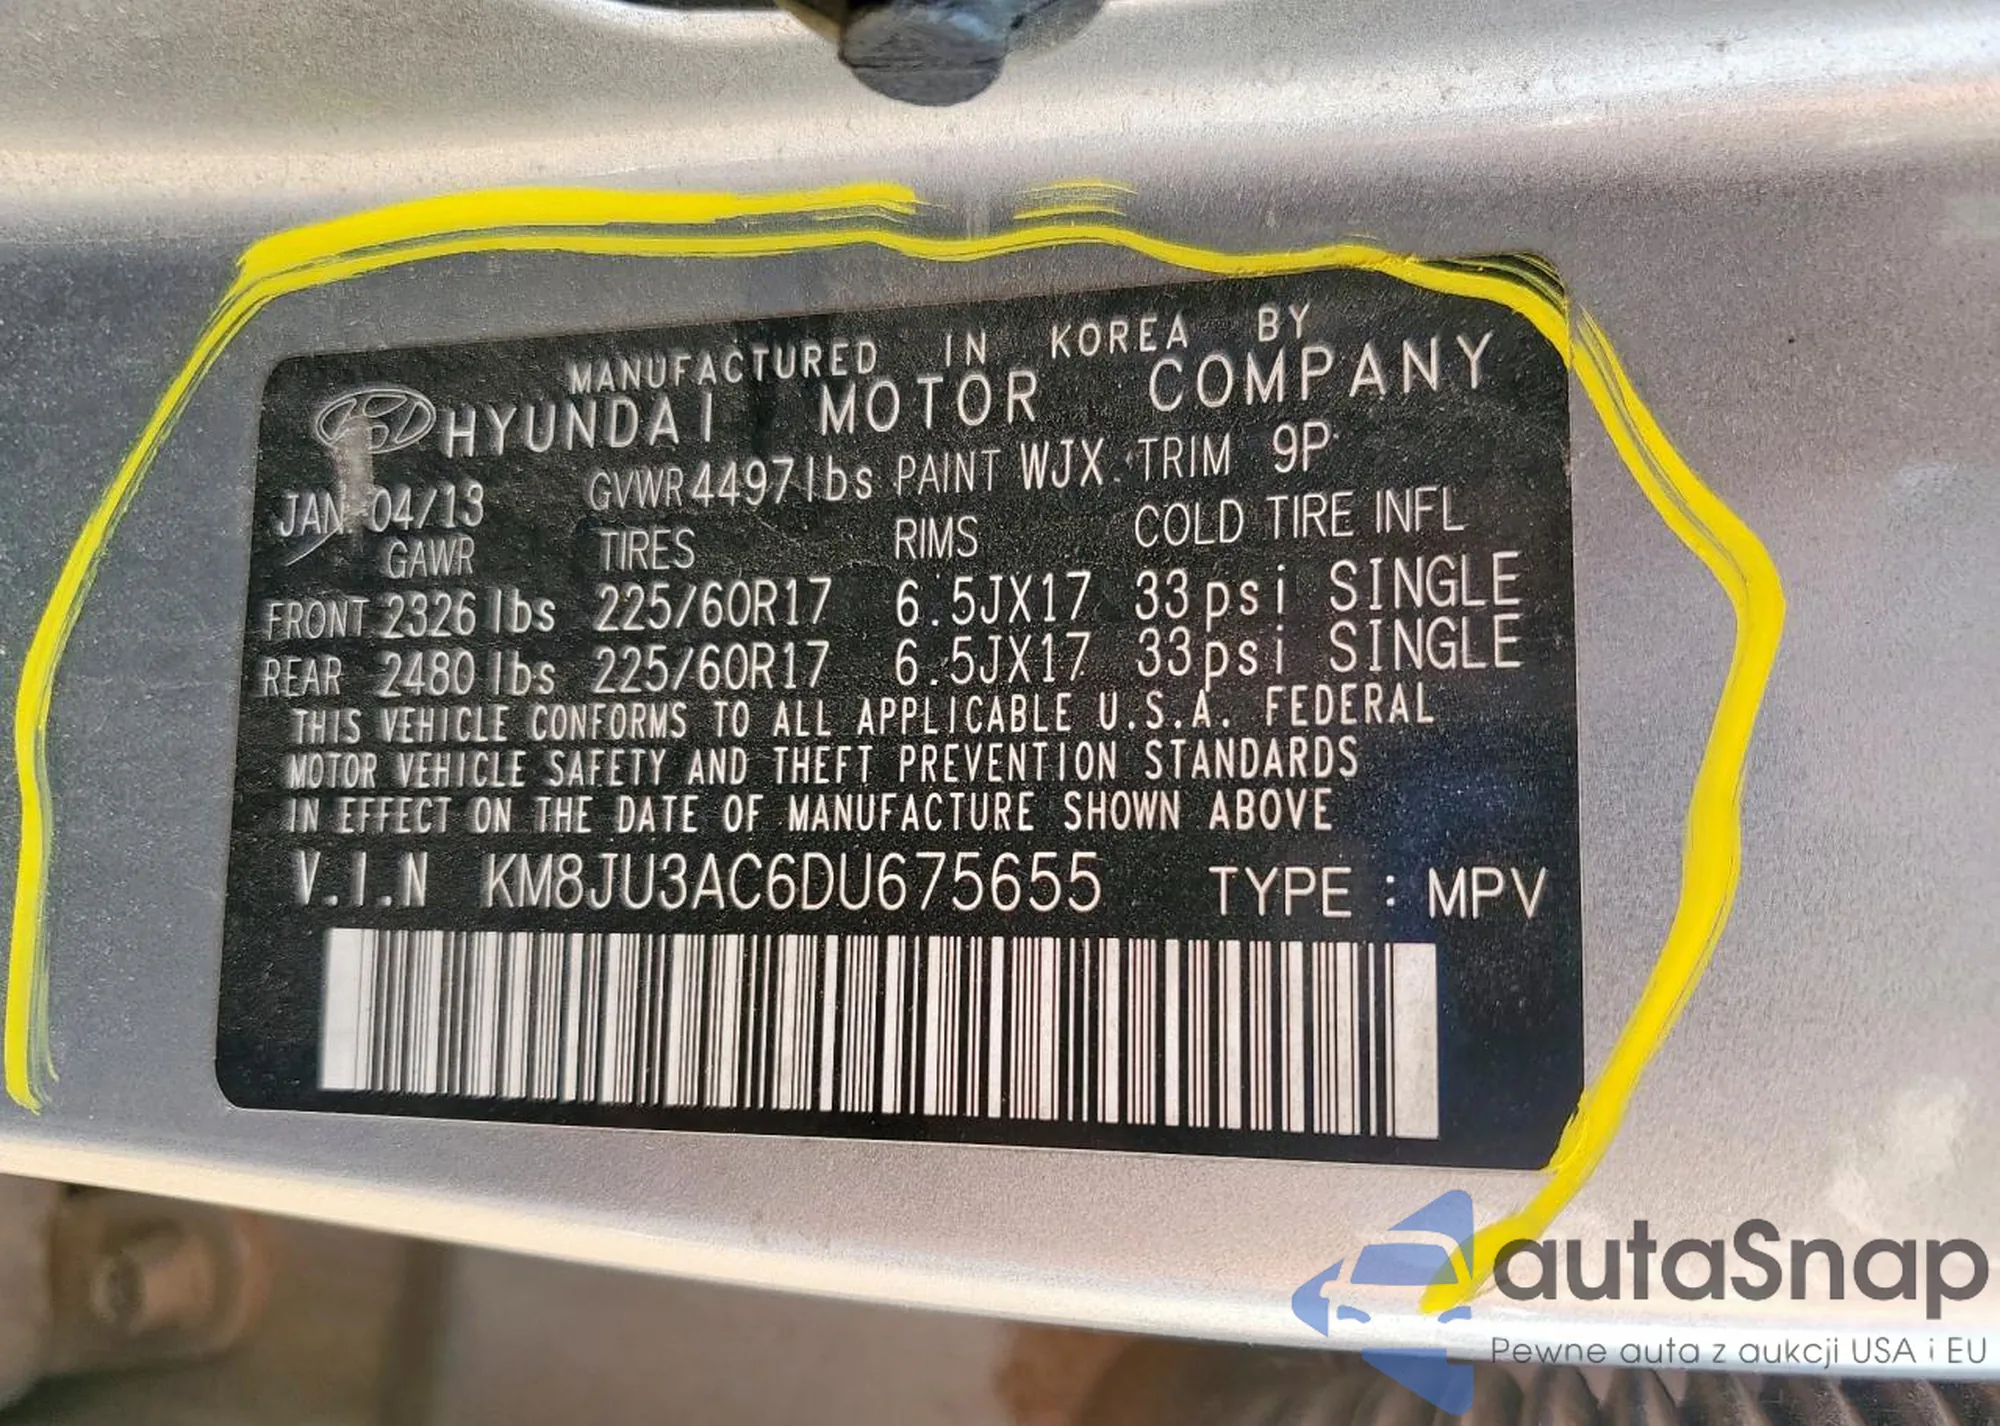 MANUFACTURED IN KOREA BY
HYUNDAI MOTOR COMPANY
JAN 04/13 GVWR 4497lbs PAINT WJX TRIM 9P
GAWR TIRES RIMS COLD TIRE INFL
FRONT 2326 lbs 225/60R17 6.5JX17 33psi SINGLE
REAR 2480 lbs 225/60R17 6.5JX17 33psi SINGLE
THIS VEHICLE CONFORMS TO ALL APPLICABLE U.S.A. FEDERAL
MOTOR VEHICLE SAFETY AND THEFT PREVENTION STANDARDS
IN EFFECT ON THE DATE OF MANUFACTURE SHOWN ABOVE
V.I.N KM8JU3AC6DU675655 TYPE : MPV
autaSnap
Pewne auta z aukcji USA i EU